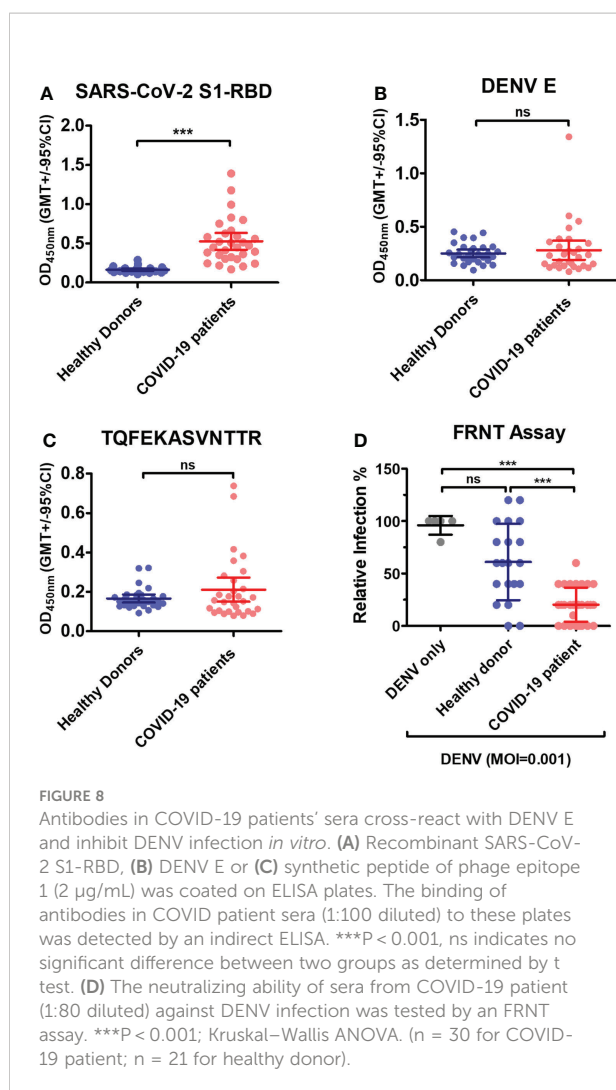 A SARS-CoV-2 S1-RBD
OD450nm (GMT+/-95%CI)
2.0
1.5
1.0
0.5
0.0
***
Healthy Donors
COVID-19 patients
B DENV E
OD450nm (GMT+/-95%CI)
1.5
1.0
0.5
0.0
ns
Healthy Donors
COVID-19 patients
C TQFEKASVNTTR
OD450nm (GMT+/-95%CI)
0.8
0.6
0.4
0.2
0.0
ns
Healthy Donors
COVID-19 patients
D FRNT Assay
Relative Infection %
150
125
100
75
50
25
0
***
ns
***
DENV only
Healthy donor
COVID-19 patient
DENV (MOI=0.001)
FIGURE 8
Antibodies in COVID-19 patients’ sera cross-react with DENV E
and inhibit DENV infection in vitro. (A) Recombinant SARS-CoV-
2 S1-RBD, (B) DENV E or (C) synthetic peptide of phage epitope
1 (2 μg/mL) was coated on ELISA plates. The binding of
antibodies in COVID patient sera (1:100 diluted) to these plates
was detected by an indirect ELISA. ***P < 0.001, ns indicates no
significant difference between two groups as determined by t
test. (D) The neutralizing ability of sera from COVID-19 patient
(1:80 diluted) against DENV infection was tested by an FRNT
assay. ***P < 0.001; Kruskal–Wallis ANOVA. (n = 30 for COVID-
19 patient; n = 21 for healthy donor).